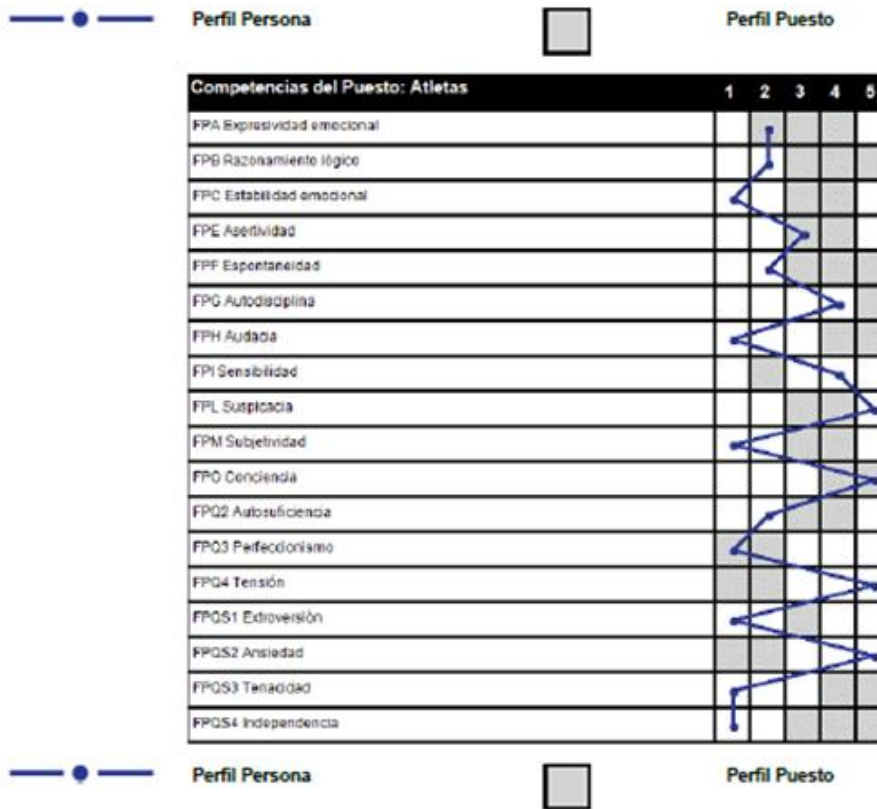 Perfil Persona Perfil Puesto
Competencias del Puesto: Atletas 1 2 3 4 5
FPA Expresividad emocional
FPB Razonamiento lógico
FPC Estabilidad emocional
FPE Asertividad
FPF Espontaneidad
FPG Autodisciplina
FPH Audacia
FPI Sensibilidad
FPL Suspicacia
FPM Subjetividad
FPO Conciencia
FPQ2 Autosuficiencia
FPQ3 Perfeccionismo
FPQ4 Tensión
FPQS1 Extroversión
FPQS2 Ansiedad
FPQS3 Tenacidad
FPQS4 Independencia
Perfil Persona Perfil Puesto